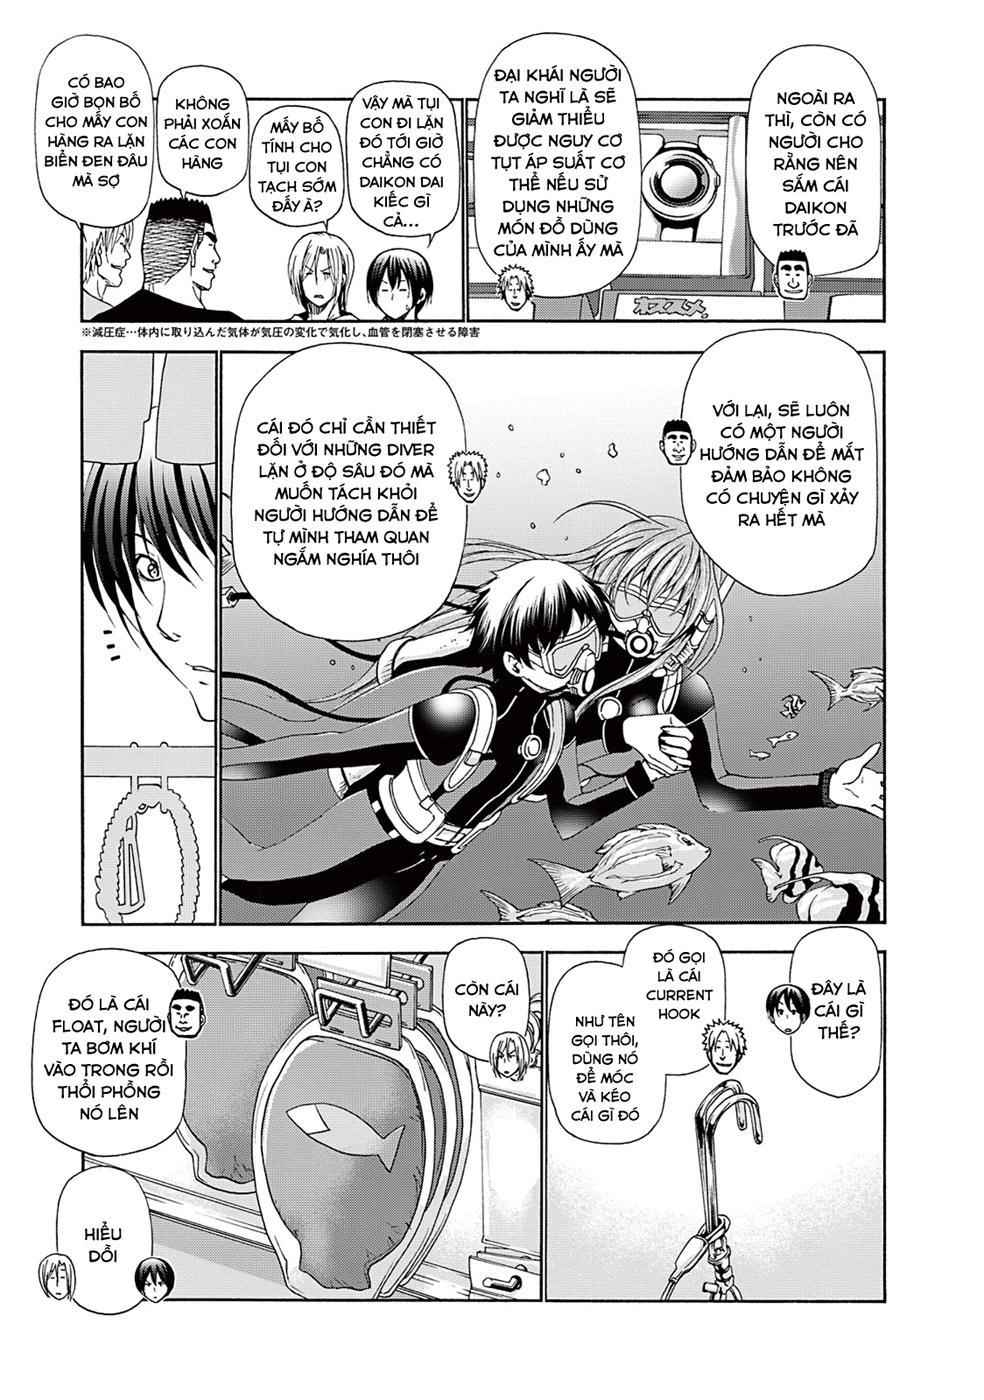 NGOÀI RA
THÌ, CÒN CÓ
NGƯỜI CHO
RẰNG NÊN
SẮM CÁI
DAIKON
TRƯỚC ĐÃ
ĐẠI KHÁI NGƯỜI
TA NGHĨ LÀ SẼ
GIẢM THIỂU
ĐƯỢC NGUY CƠ
TỤT ÁP SUẤT CƠ
THỂ NẾU SỬ
DỤNG NHỮNG
MÓN ĐỒ DÙNG
CỦA MÌNH ẤY MÀ
オススメ。
VẬY MÀ TỤI
CON ĐI LẶN
ĐÓ TỚI GIỜ
CHẲNG CÓ
DAIKON DAI
KIẾC GÌ
CẢ...
MẤY BỐ
TÍNH CHO
TỤI CON
TẠCH SỚM
ĐẤY À?
KHÔNG
PHẢI XOẮN
CÁC CON
HÀNG
CÓ BAO
GIỜ BỌN BỐ
CHO MẤY CON
HÀNG RA LẶN
BIỂN ĐEN ĐÂU
MÀ SỢ
※減圧症…体内に取り込んだ気体が気圧の変化で気化し、血管を閉塞させる障害
VỚI LẠI, SẼ LUÔN
CÓ MỘT NGƯỜI
HƯỚNG DẪN ĐỂ MẮT
ĐẢM BẢO KHÔNG
CÓ CHUYỆN GÌ XẢY
RA HẾT MÀ
CÁI ĐÓ CHỈ CẦN THIẾT
ĐỐI VỚI NHỮNG DIVER
LẶN Ở ĐỘ SÂU ĐÓ MÀ
MUỐN TÁCH KHỎI
NGƯỜI HƯỚNG DẪN ĐỂ
TỰ MÌNH THAM QUAN
NGẮM NGHÍA THÔI
ĐÂY LÀ
CÁI GÌ
THẾ?
ĐÓ GỌI
LÀ CÁI
CURRENT
HOOK
NHƯ TÊN
GỌI THÔI,
DÙNG NÓ
ĐỂ MÓC
VÀ KÉO
CÁI GÌ ĐÓ
CÒN CÁI
NÀY?
ĐÓ LÀ CÁI
FLOAT, NGƯỜI
TA BƠM KHÍ
VÀO TRONG RỒI
THỔI PHỒNG
NÓ LÊN
HIỂU
DỒI